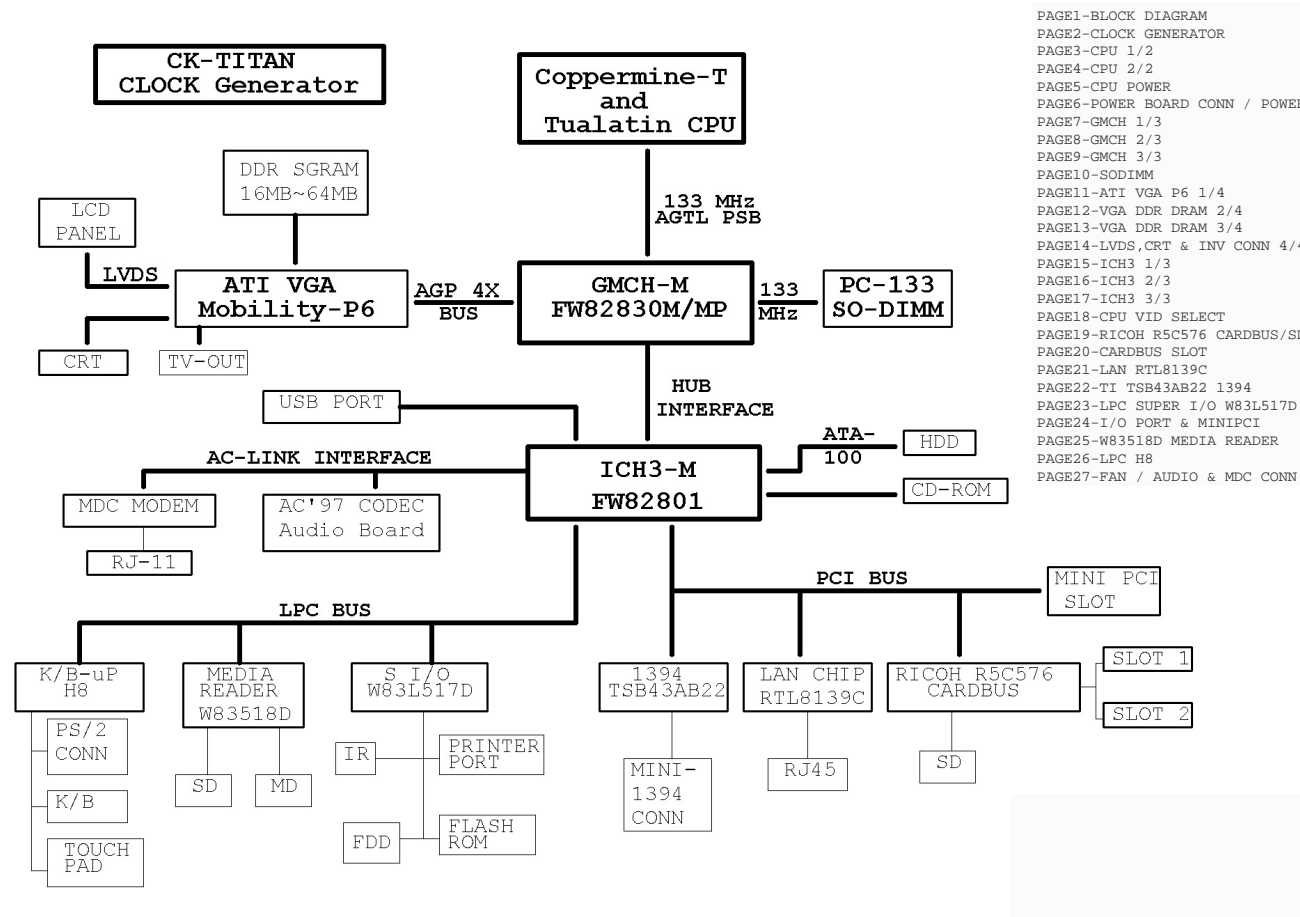 CK-TITAN
CLOCK Generator
Coppermine-T
and
Tualatin CPU
PAGE1-BLOCK DIAGRAM
PAGE2-CLOCK GENERATOR
PAGE3-CPU 1/2
PAGE4-CPU 2/2
PAGE5-CPU POWER
PAGE6-POWER BOARD CONN / POWE
PAGE7-GMCH 1/3
PAGE8-GMCH 2/3
PAGE9-GMCH 3/3
PAGE10-SODIMM
PAGE11-ATI VGA P6 1/4
PAGE12-VGA DDR DRAM 2/4
PAGE13-VGA DDR DRAM 3/4
PAGE14-LVDS,CRT & INV CONN 4/4
PAGE15-ICH3 1/3
PAGE16-ICH3 2/3
PAGE17-ICH3 3/3
PAGE18-CPU VID SELECT
PAGE19-RICOH R5C576 CARDBUS/S
PAGE20-CARDBUS SLOT
PAGE21-LAN RTL8139C
PAGE22-TI TSB43AB22 1394
PAGE23-LPC SUPER I/O W83L517D
PAGE24-I/O PORT & MINIPCI
PAGE25-W83518D MEDIA READER
PAGE26-LPC H8
PAGE27-FAN / AUDIO & MDC CONN
DDR SGRAM
16MB~64MB
LCD
PANEL
LVDS
133 MHz
AGTL PSB
ATI VGA
Mobility-P6
AGP 4X
BUS
GMCH-M
FW82830M/MP
133
MHz
PC-133
SO-DIMM
CRT
TV-OUT
USB PORT
HUB
INTERFACE
AC-LINK INTERFACE
ICH3-M
FW82801
ATA-
100
HDD
CD-ROM
MDC MODEM
RJ-11
AC'97 CODEC
Audio Board
LPC BUS
PCI BUS
MINI PCI
SLOT
K/B-uP
H8
MEDIA
READER
W83518D
S I/O
W83L517D
1394
TSB43AB22
LAN CHIP
RTL8139C
RICOH R5C576
CARDBUS
SLOT 1
SLOT 2
PS/2
CONN
K/B
TOUCH
PAD
SD
MD
IR
PRINTER
PORT
FDD
FLASH
ROM
MINI-
1394
CONN
RJ45
SD